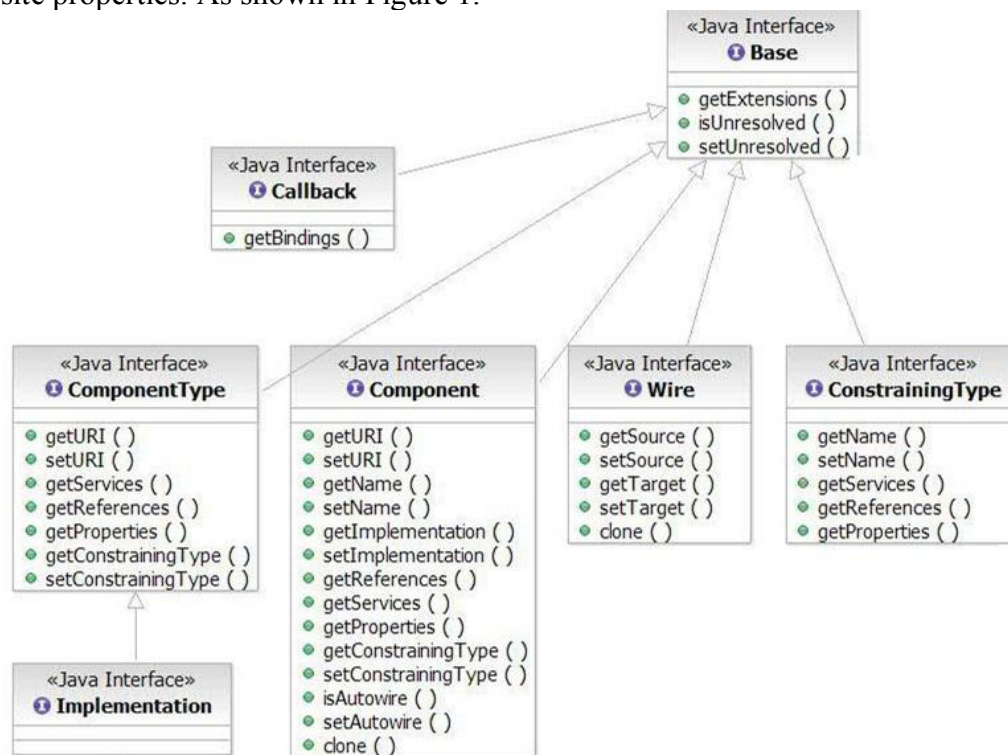 site properties. As shown in Figure 1.
«Java Interface»
Base
getExtensions ( )
isUnresolved ( )
setUnresolved ( )
«Java Interface»
Callback
getBindings ( )
«Java Interface»
ComponentType
getURI ( )
setURI ( )
getServices ( )
getReferences ( )
getProperties ( )
getConstrainingType ( )
setConstrainingType ( )
«Java Interface»
Component
getURI ( )
setURI ( )
getName ( )
setName ( )
getImplementation ( )
setImplementation ( )
getReferences ( )
getServices ( )
getProperties ( )
getConstrainingType ( )
setConstrainingType ( )
isAutowire ( )
setAutowire ( )
clone ( )
«Java Interface»
Wire
getSource ( )
setSource ( )
getTarget ( )
setTarget ( )
clone ( )
«Java Interface»
ConstrainingType
getName ( )
setName ( )
getServices ( )
getReferences ( )
getProperties ( )
«Java Interface»
Implementation